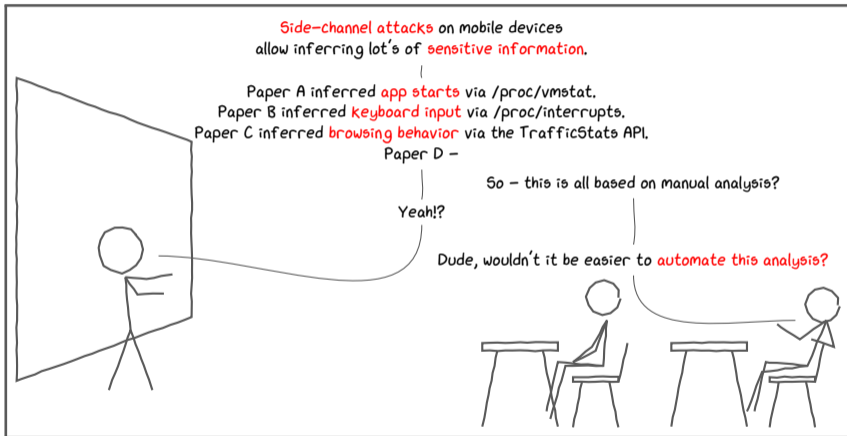 Side-channel attacks on mobile devices
allow inferring lot's of sensitive information.
Paper A inferred app starts via /proc/vmstat.
Paper B inferred keyboard input via /proc/interrupts.
Paper C inferred browsing behavior via the TrafficStats API.
Paper D –
So – this is all based on manual analysis?
Yeah!?
Dude, wouldn't it be easier to automate this analysis?